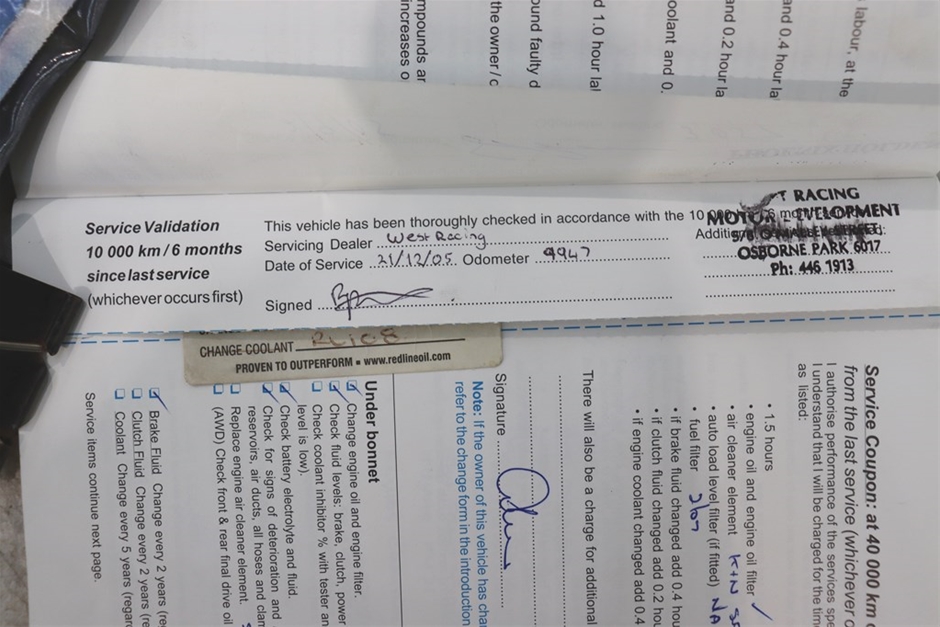 labour, at the
and 0.4 hour la
and 0.2 hour la
oolant and 0.
d 1.0 hour lal
ound faulty d
the owner / c
mpounds ar
increases o
Service Validation
10 000 km / 6 months
since last service
(whichever occurs first)
This vehicle has been thoroughly checked in accordance with the 10
Servicing Dealer West Racing
Date of Service 21/12/05 Odometer 9947
Signed
RACING
MOTOR DEVELOPMENT
OSBORNE PARK 6017
Ph: 446 1913
CHANGE COOLANT
PROVEN TO OUTPERFORM ▪ www.redlineoil.com
Service Coupon: at 40 000 km o
from the last service (whichever o
I authorise performance of the services spe
I understand that I will be charged for the time
as listed:
• 1.5 hours
• engine oil and engine oil filter
• air cleaner element K+N
• auto load level filter (if fitted) NA
• fuel filter
• if brake fluid changed add 0.4 hou
• if clutch fluid changed add 0.2 hou
• if engine coolant changed add 0.4
There will also be a charge for additional
Signature
Note: If the owner of this vehicle has cha
refer to the change form in the introduction
Under bonnet
Change engine oil and engine filter.
Check fluid levels: brake, clutch, power
Check coolant inhibitor % with tester an
level is low).
Check battery electrolyte and fluid.
Check for signs of deterioration and
reservoirs, air ducts, all hoses and clam
Replace engine air cleaner element.
(AWD) Check front & rear final drive oil
Brake Fluid Change every 2 years (re
Clutch Fluid Change every 2 years (re
Coolant Change every 5 years (regard
Service items continue next page.